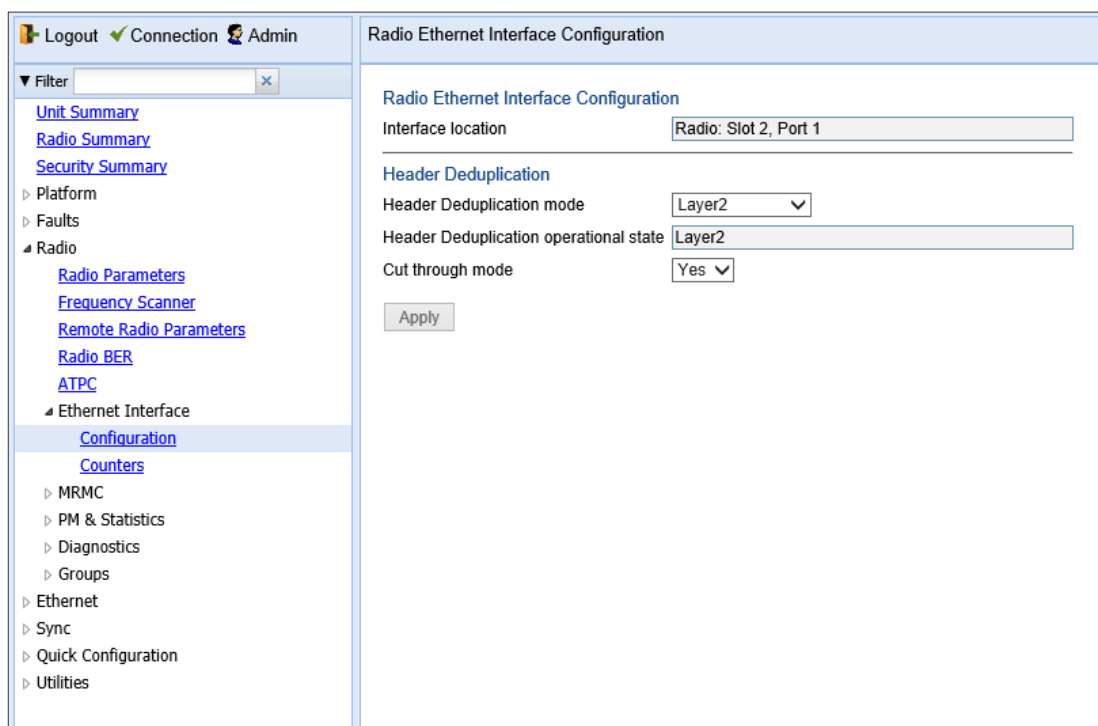 Logout Connection Admin
Filter
Unit Summary
Radio Summary
Security Summary
Platform
Faults
Radio
Radio Parameters
Frequency Scanner
Remote Radio Parameters
Radio BER
ATPC
Ethernet Interface
Configuration
Counters
MRMC
PM & Statistics
Diagnostics
Groups
Ethernet
Sync
Quick Configuration
Utilities
Radio Ethernet Interface Configuration
Radio Ethernet Interface Configuration
Interface location Radio: Slot 2, Port 1
Header Deduplication
Header Deduplication mode Layer2
Header Deduplication operational state Layer2
Cut through mode Yes
Apply